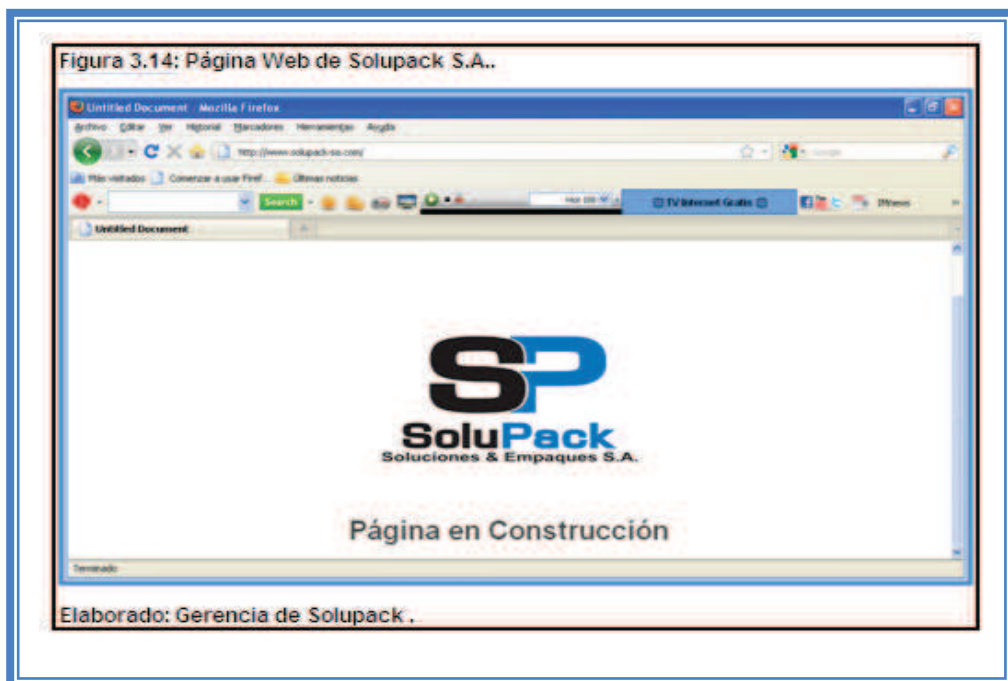 Figura 3.14: Página Web de Solupack S.A..
Untitled Document Mozilla Firefox
Archivo Editar Ver Historial Marcadores Herramientas Ayuda
http://www.solupack-sa.com/
Más visitados Comenzar a usar Firef... Últimas noticias
Search TV Internet Gratis
Untitled Document
SP
SoluPack
Soluciones & Empaques S.A.
Página en Construcción
Terminado
Elaborado: Gerencia de Solupack .